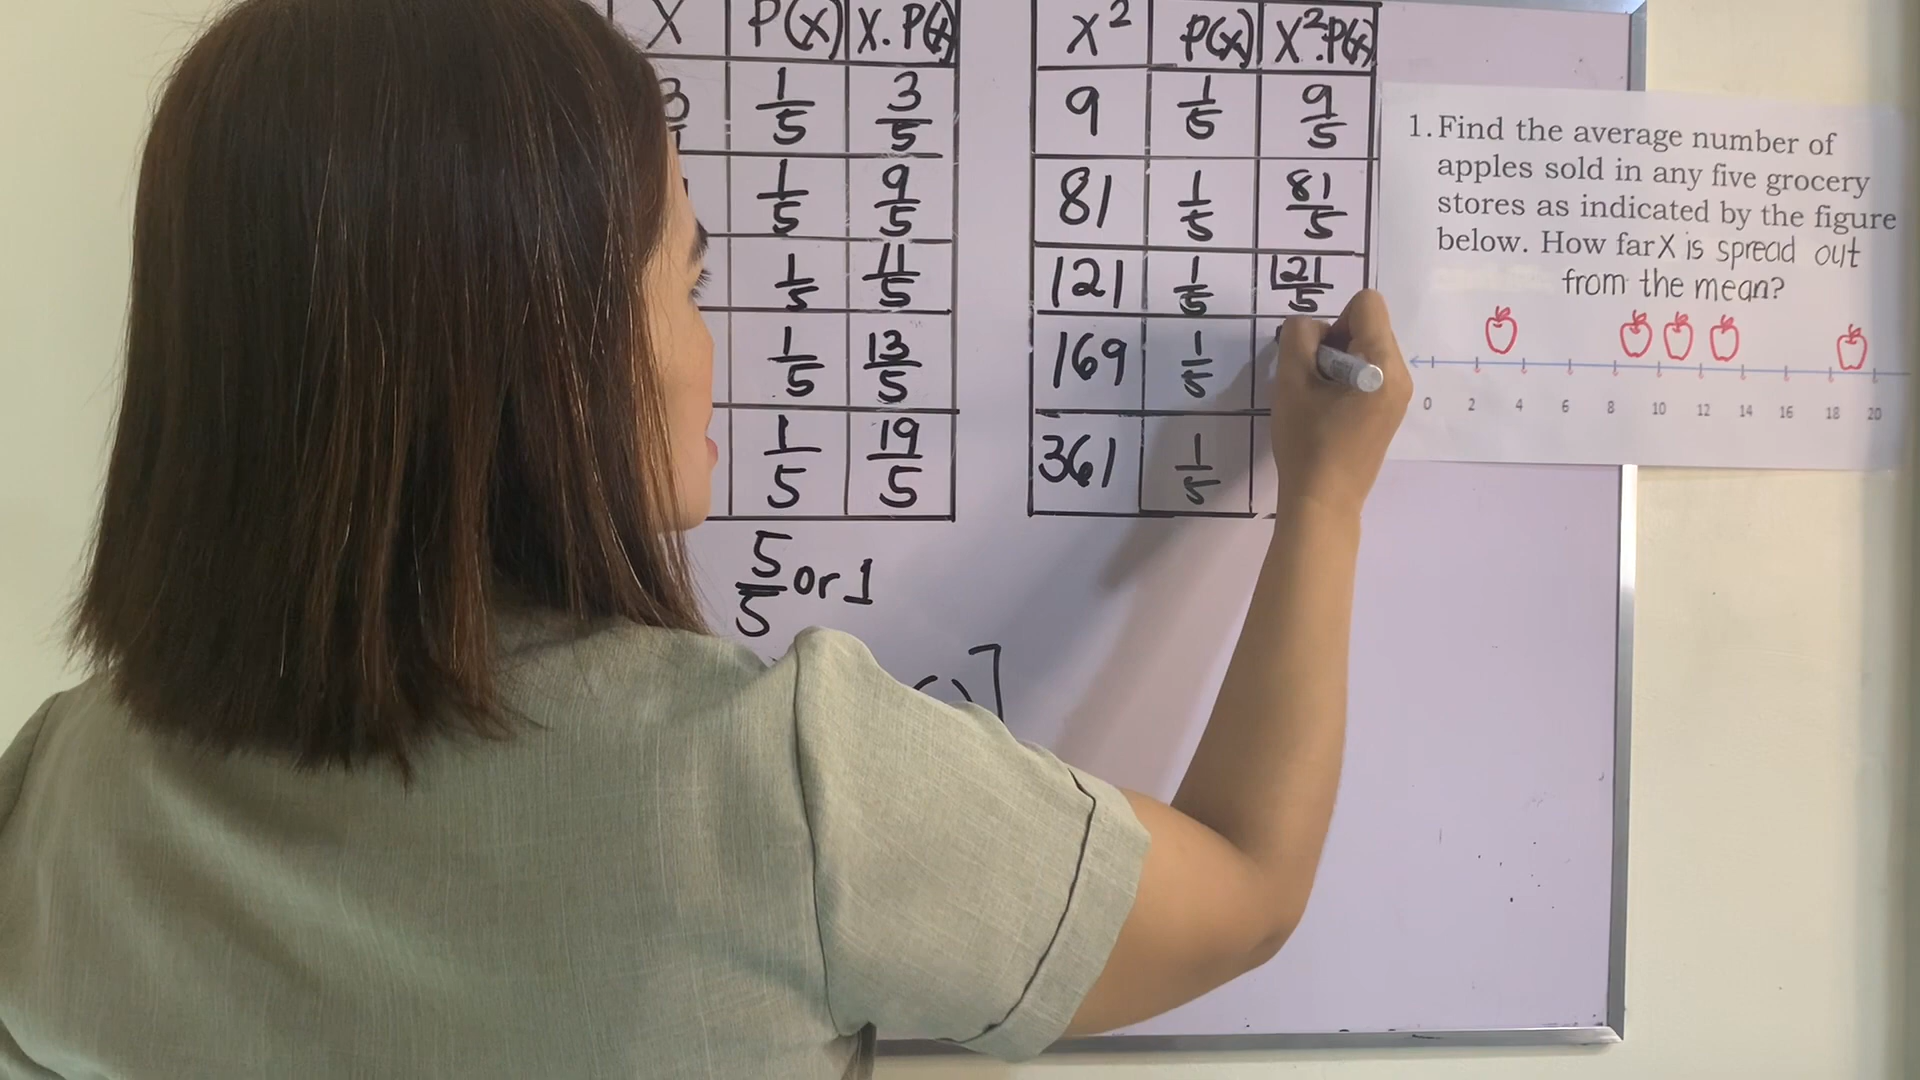 X P(X) X. P(X)
3 1/5 3/5
1/5 9/5
1/5 11/5
1/5 13/5
1/5 19/5
5/5 or 1
X² P(X) X².P(X)
9 1/5 9/5
81 1/5 81/5
121 1/5 121/5
169 1/5
361 1/5
1. Find the average number of
apples sold in any five grocery
stores as indicated by the figure
below. How far X is spread out
from the mean?
0 2 4 6 8 10 12 14 16 18 20